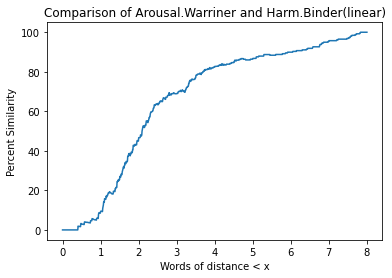 Comparison of Arousal.Warriner and Harm.Binder(linear)
100
80
60
40
20
0
Percent Similarity
0 1 2 3 4 5 6 7 8
Words of distance < x